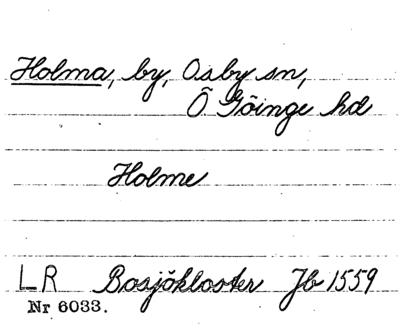 Holma, by, Osby sn,
Ö Göinge hd
Holme
LR Bosjökloster Jb 1559
Nr 6033.